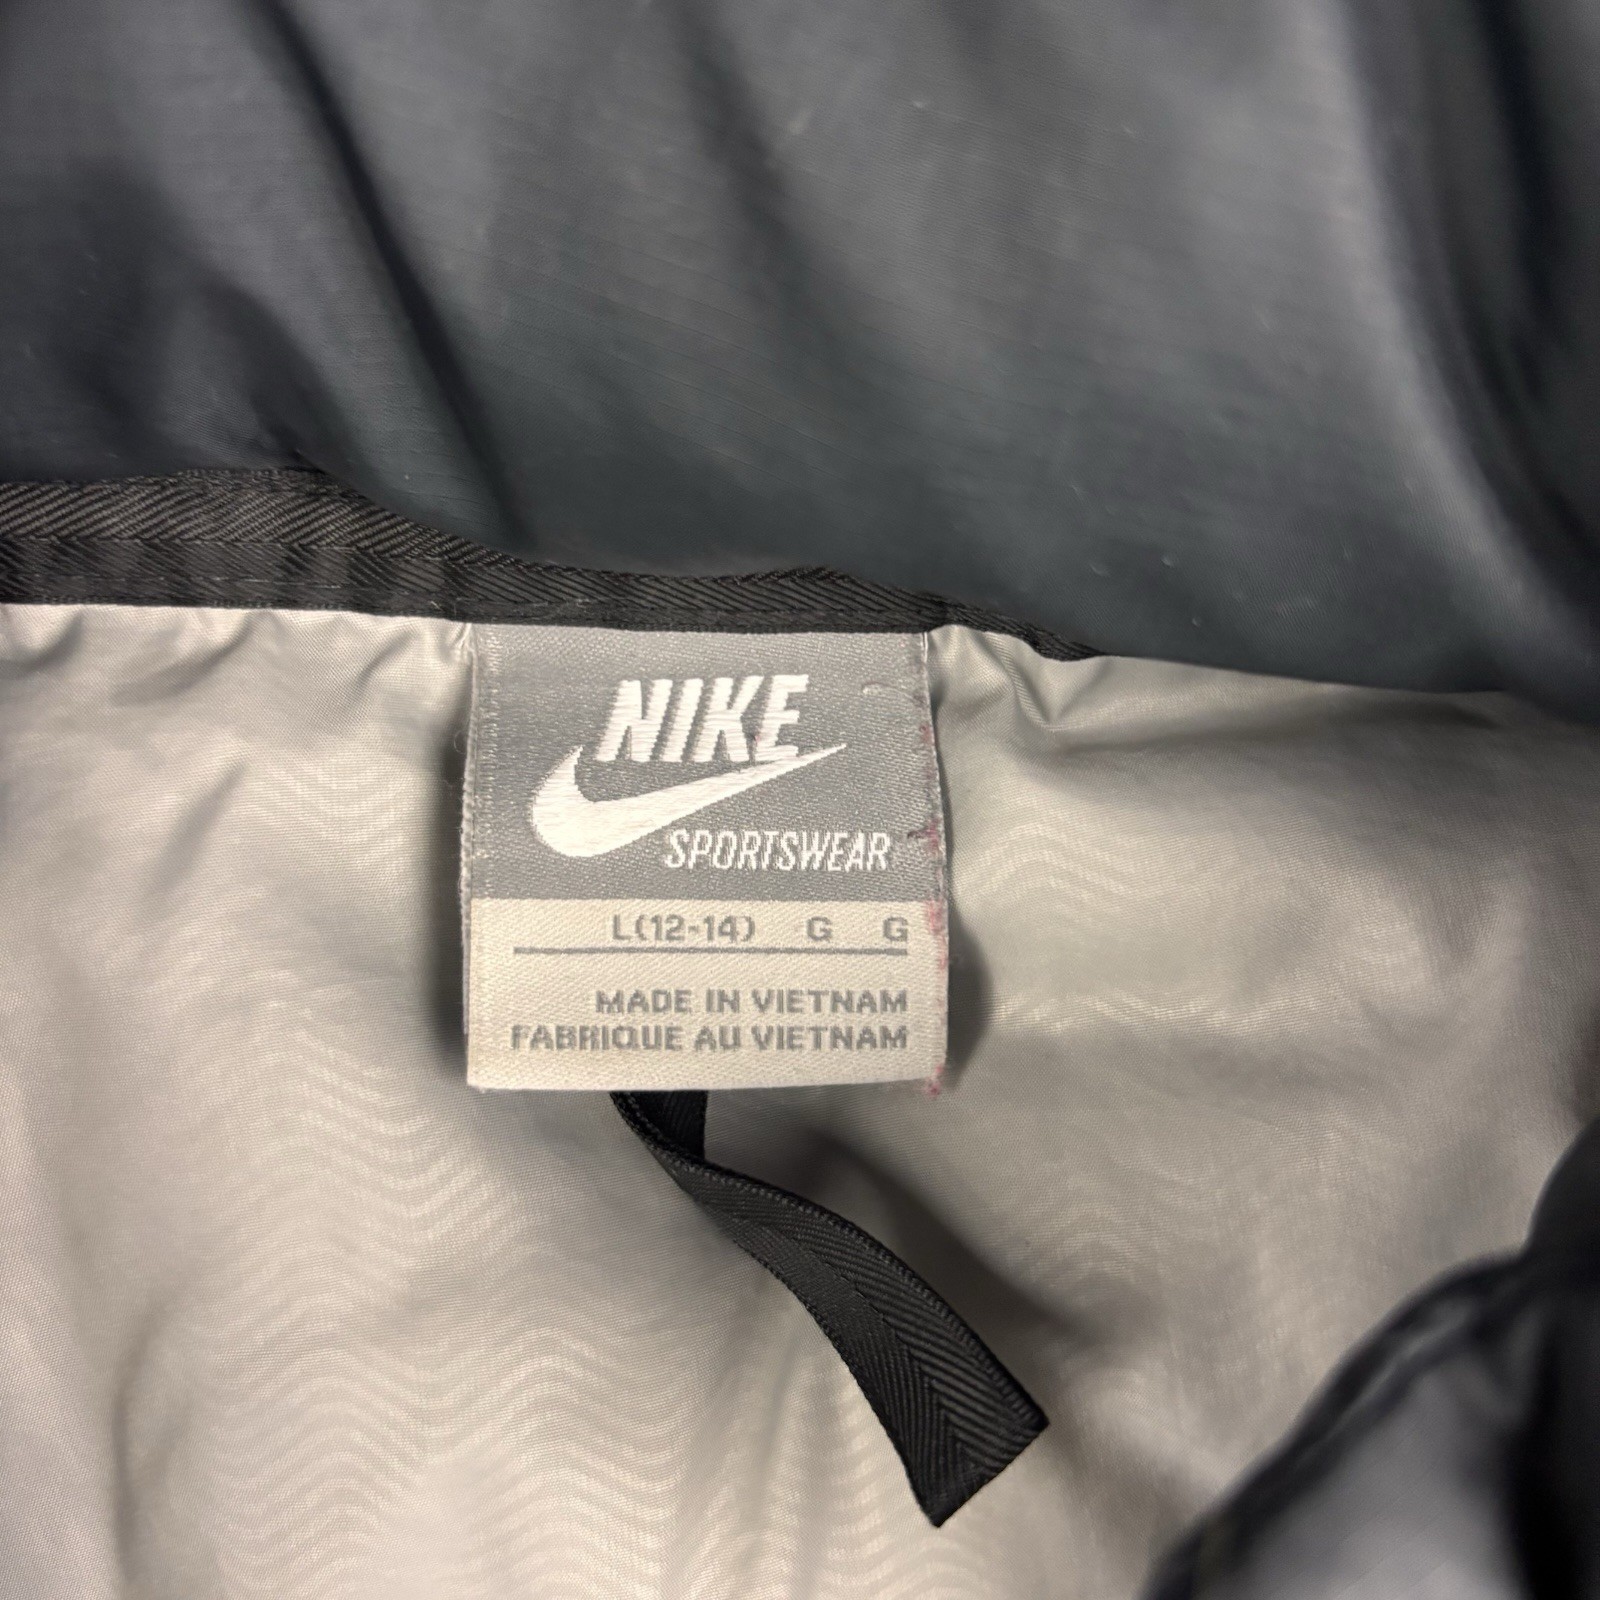 NIKE
SPORTSWEAR
L(12-14) G G
MADE IN VIETNAM
FABRIQUE AU VIETNAM